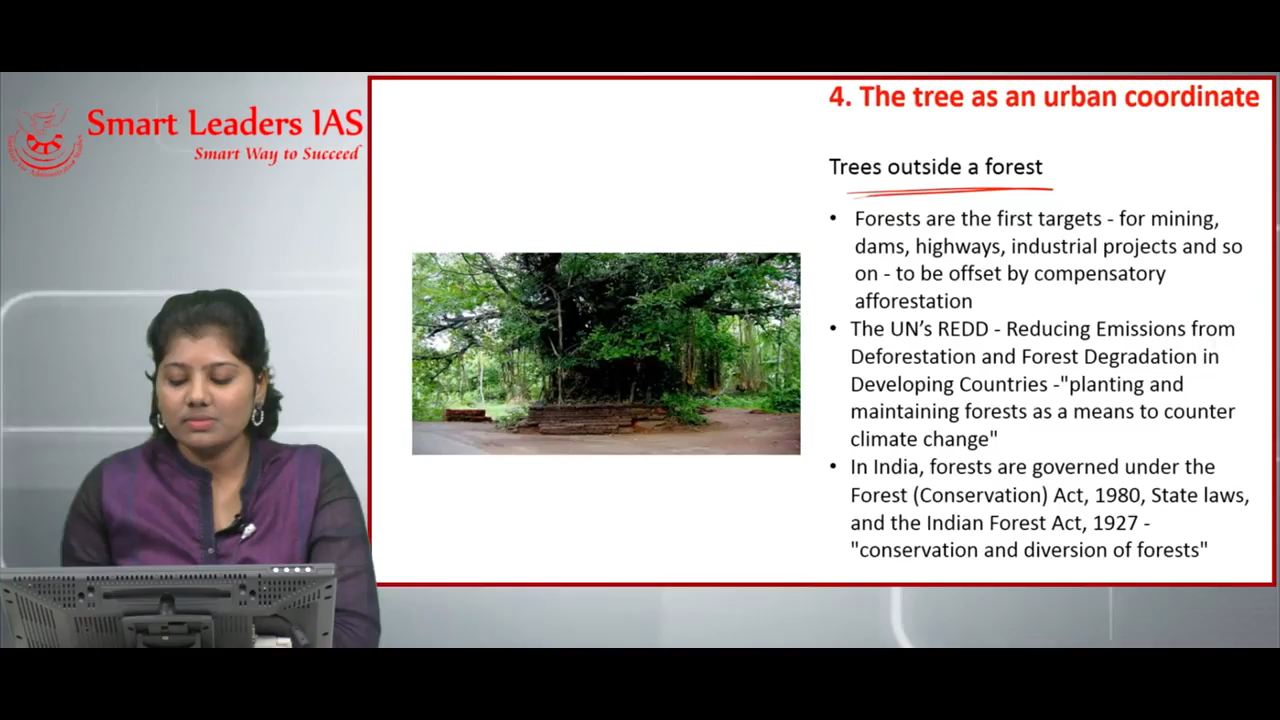 Smart Leaders IAS
Smart Way to Succeed
4. The tree as an urban coordinate
Trees outside a forest
• Forests are the first targets - for mining,
dams, highways, industrial projects and so
on - to be offset by compensatory
afforestation
• The UN’s REDD - Reducing Emissions from
Deforestation and Forest Degradation in
Developing Countries -"planting and
maintaining forests as a means to counter
climate change"
• In India, forests are governed under the
Forest (Conservation) Act, 1980, State laws,
and the Indian Forest Act, 1927 -
"conservation and diversion of forests"